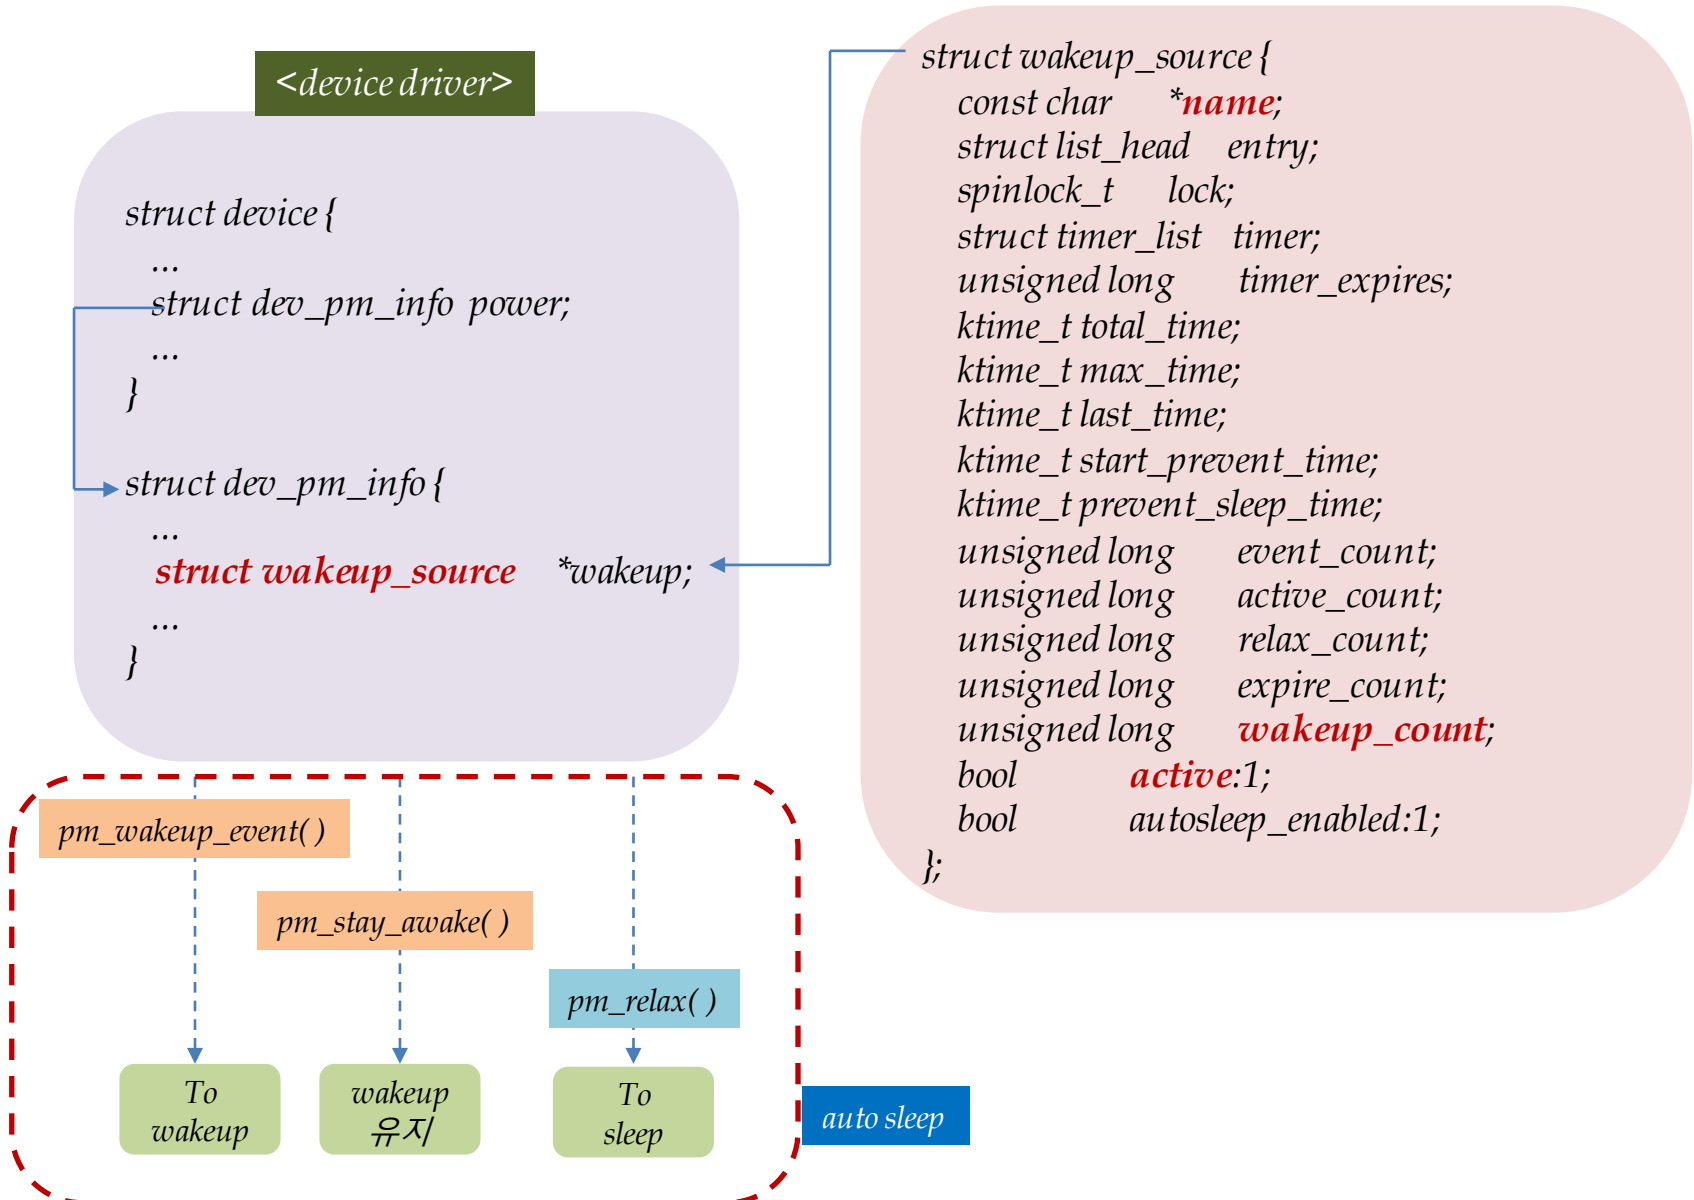 <device driver>
struct device {
...
struct dev_pm_info power;
...
}
struct dev_pm_info {
...
struct wakeup_source *wakeup;
...
}
struct wakeup_source {
const char *name;
struct list_head entry;
spinlock_t lock;
struct timer_list timer;
unsigned long timer_expires;
ktime_t total_time;
ktime_t max_time;
ktime_t last_time;
ktime_t start_prevent_time;
ktime_t prevent_sleep_time;
unsigned long event_count;
unsigned long active_count;
unsigned long relax_count;
unsigned long expire_count;
unsigned long wakeup_count;
bool active:1;
bool autosleep_enabled:1;
};
pm_wakeup_event( )
pm_stay_awake( )
pm_relax( )
To
wakeup
wakeup
유지
To
sleep
auto sleep